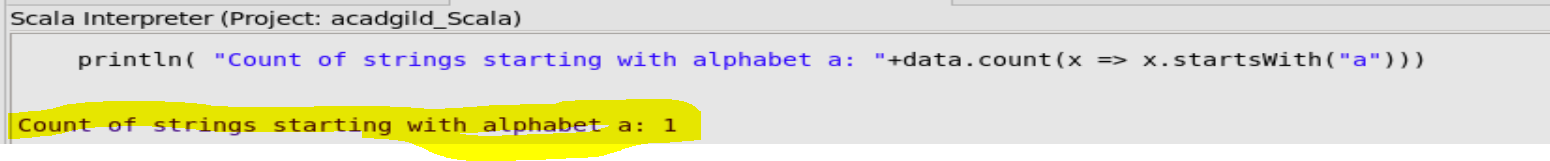 Scala Interpreter (Project: acadgild_Scala)
println( "Count of strings starting with alphabet a: "+data.count(x => x.startsWith("a")))
Count of strings starting with alphabet a: 1